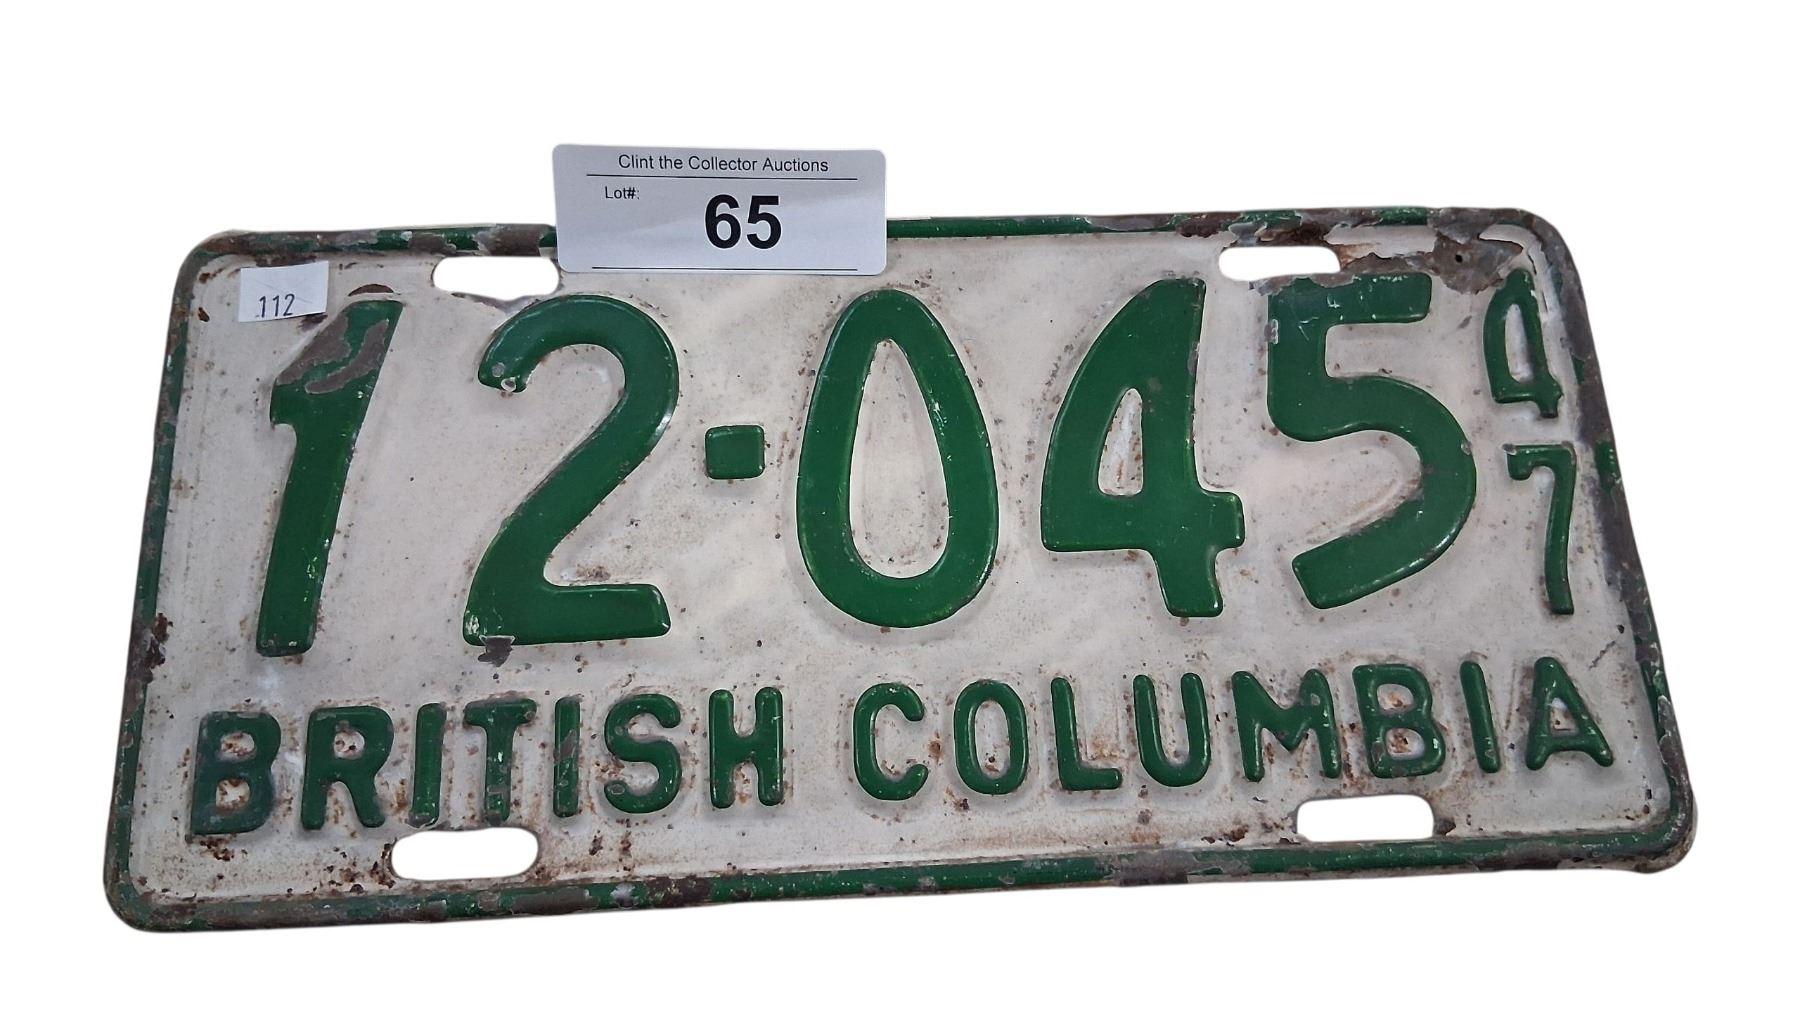 Clint the Collector Auctions
Lot#:
65
112
12-045
47
BRITISH COLUMBIA